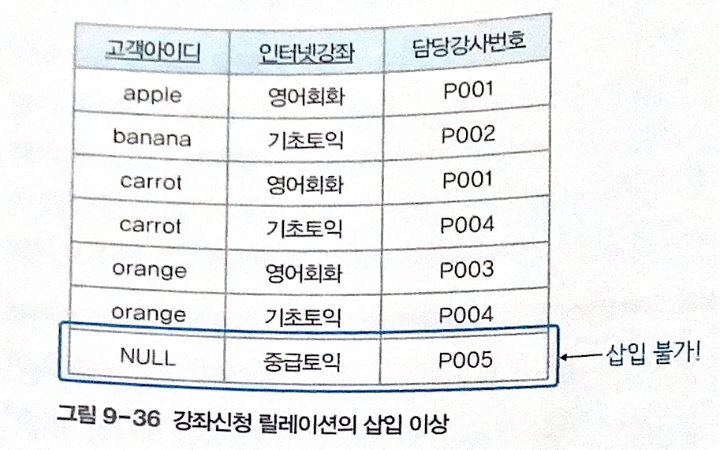 고객아이디 인터넷강좌 담당강사번호
apple 영어회화 P001
banana 기초토익 P002
carrot 영어회화 P001
carrot 기초토익 P004
orange 영어회화 P003
orange 기초토익 P004
NULL 중급토익 P005 삽입 불가!
그림 9-36 강좌신청 릴레이션의 삽입 이상